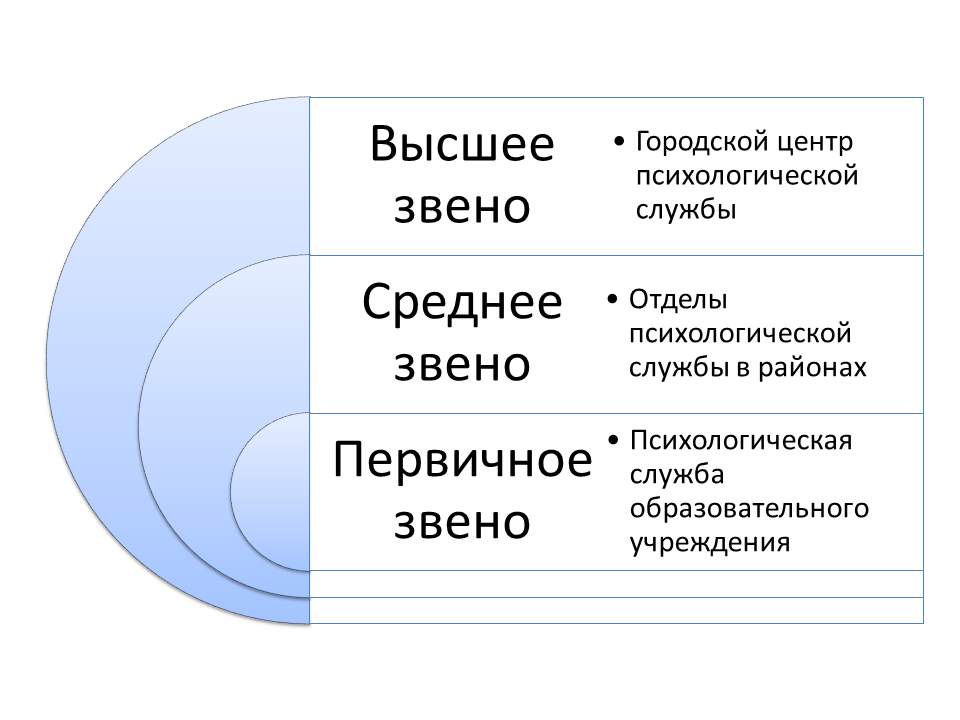 Высшее
звено
• Городской центр
психологической
службы
Среднее
звено
• Отделы
психологической
службы в районах
Первичное
звено
• Психологическая
служба
образовательного
учреждения